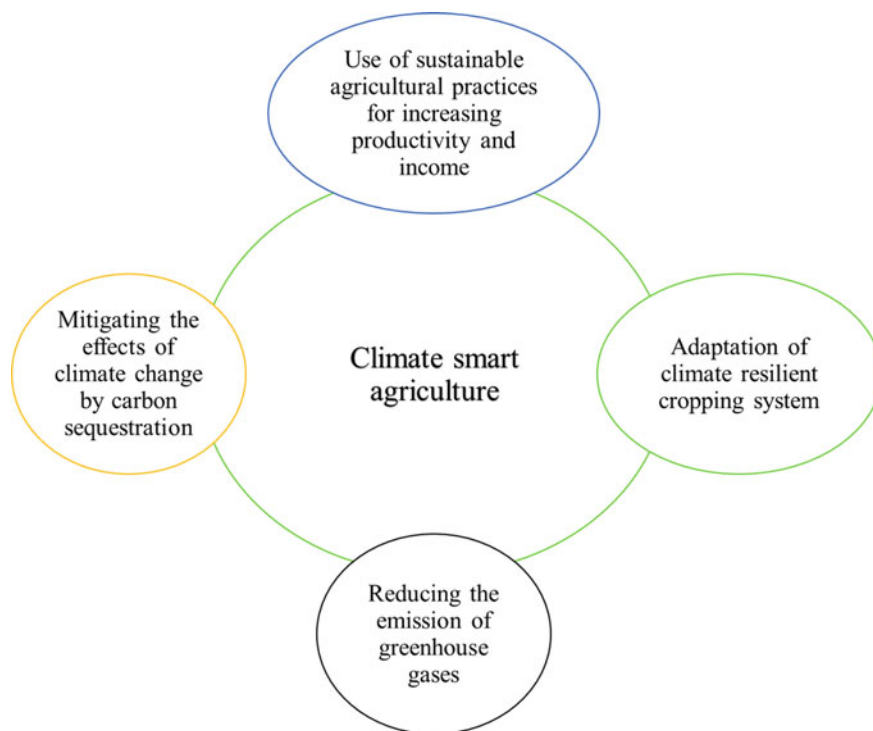 Use of sustainable
agricultural practices
for increasing
productivity and
income
Mitigating the
effects of
climate change
by carbon
sequestration
Climate smart
agriculture
Adaptation of
climate resilient
cropping system
Reducing the
emission of
greenhouse
gases